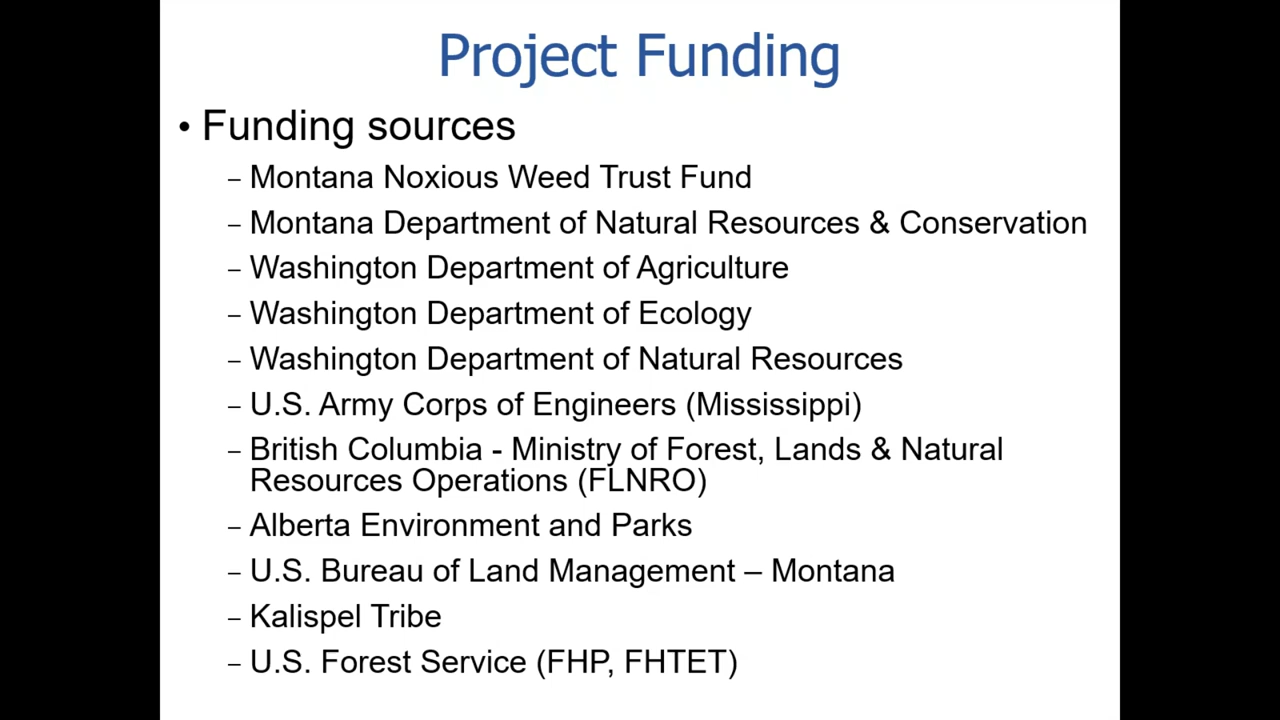 Project Funding
• Funding sources
– Montana Noxious Weed Trust Fund
– Montana Department of Natural Resources & Conservation
– Washington Department of Agriculture
– Washington Department of Ecology
– Washington Department of Natural Resources
– U.S. Army Corps of Engineers (Mississippi)
– British Columbia - Ministry of Forest, Lands & Natural
Resources Operations (FLNRO)
– Alberta Environment and Parks
– U.S. Bureau of Land Management – Montana
– Kalispel Tribe
– U.S. Forest Service (FHP, FHTET)